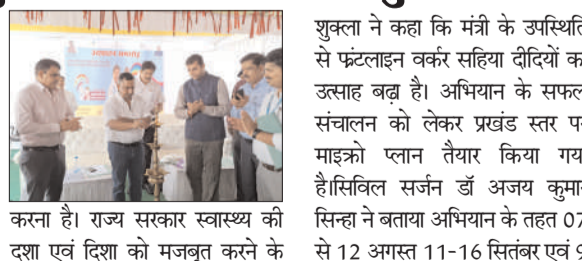 करना है। राज्य सरकार स्वास्थ्य की
दशा एवं दिशा को मजबूत करने के
शुक्ला ने कहा कि मंत्री के उपस्थिति
से फ्रंटलाइन वर्कर सहिया दीदियों का
उत्साह बढ़ा है। अभियान के सफल
संचालन को लेकर प्रखंड स्तर पर
माइक्रो प्लान तैयार किया गया
है।सिविल सर्जन डॉ अजय कुमार
सिन्हा ने बताया अभियान के तहत 07
से 12 अगस्त 11-16 सितंबर एवं